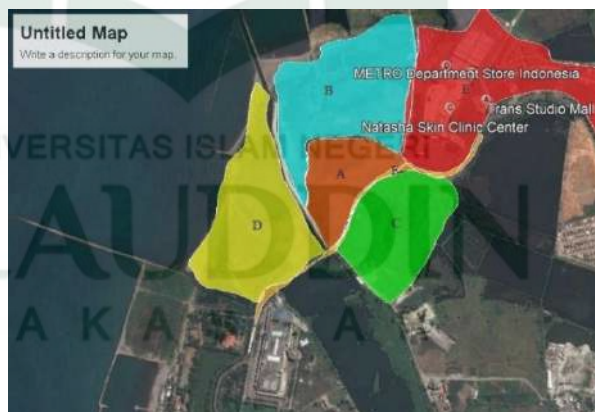 Untitled Map
Write a description for your map.
METRO Department Store Indonesia
B
E
Trans Studio Mall
Natasha Skin Clinic Center
VERSITAS ISLAM NEGERI
A
F
D
C
LAUDDIN
A K A
A